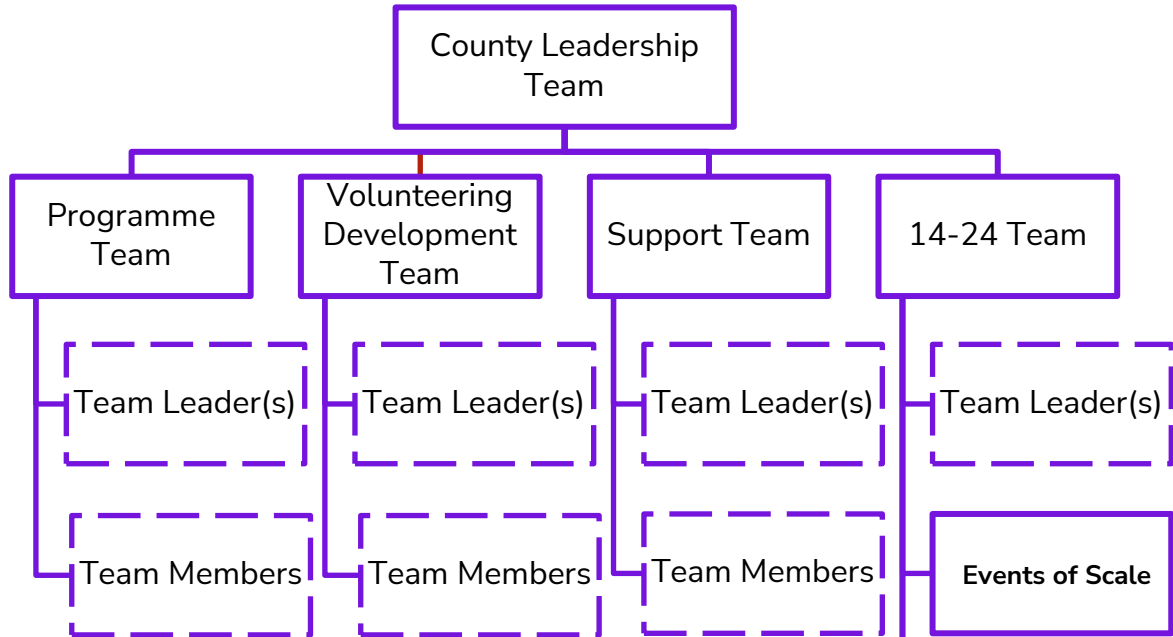 County Leadership
Team
Programme
Team
Volunteering
Development
Team
Support Team
14-24 Team
Team Leader(s)
Team Leader(s)
Team Leader(s)
Team Leader(s)
Team Members
Team Members
Team Members
Events of Scale